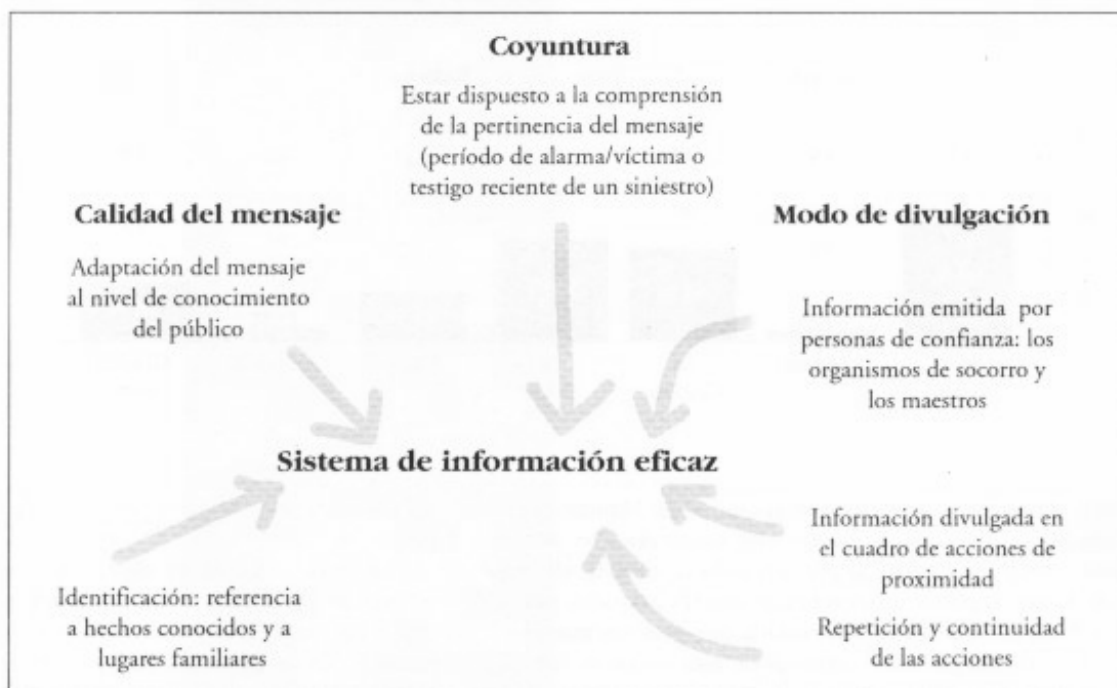 Coyuntura
Estar dispuesto a la comprensión
de la pertinencia del mensaje
(período de alarma/víctima o
testigo reciente de un siniestro)
Calidad del mensaje
Adaptación del mensaje
al nivel de conocimiento
del público
Modo de divulgación
Información emitida por
personas de confianza: los
organismos de socorro y
los maestros
Sistema de información eficaz
Identificación: referencia
a hechos conocidos y a
lugares familiares
Información divulgada en
el cuadro de acciones de
proximidad
Repetición y continuidad
de las acciones